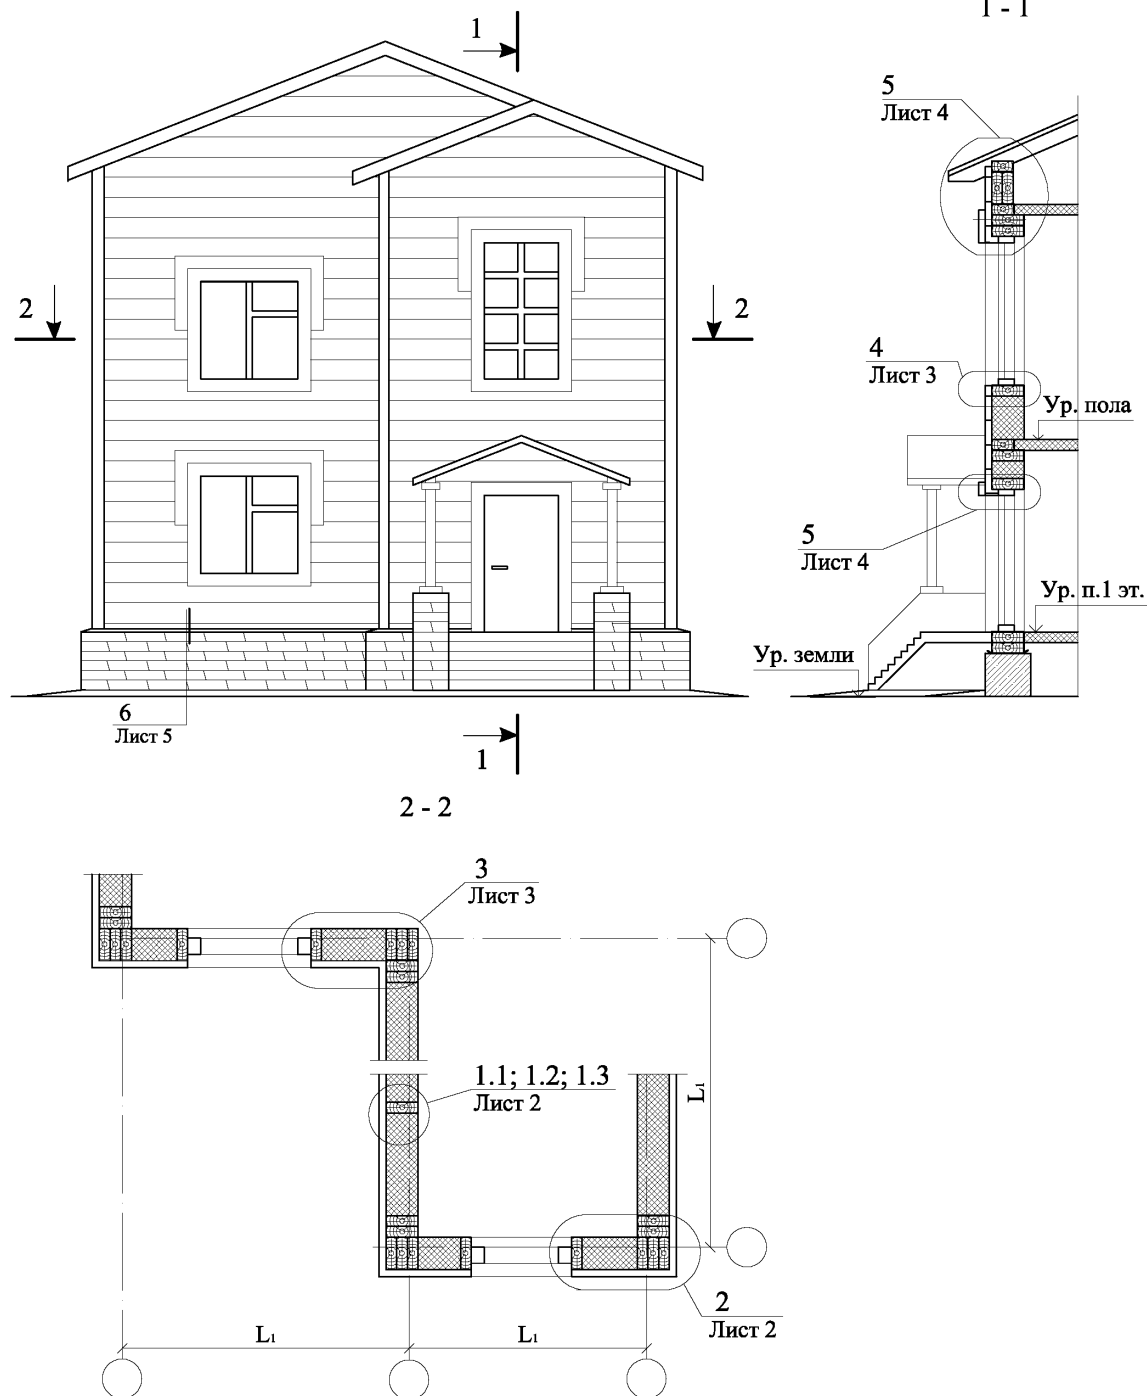 1
1 - 1
5
Лист 4
2
2
4
Лист 3
Ур. пола
5
Лист 4
Ур. п.1 эт.
Ур. земли
6
Лист 5
1
2 - 2
3
Лист 3
1.1; 1.2; 1.3
Лист 2
L1
2
Лист 2
L1
L1